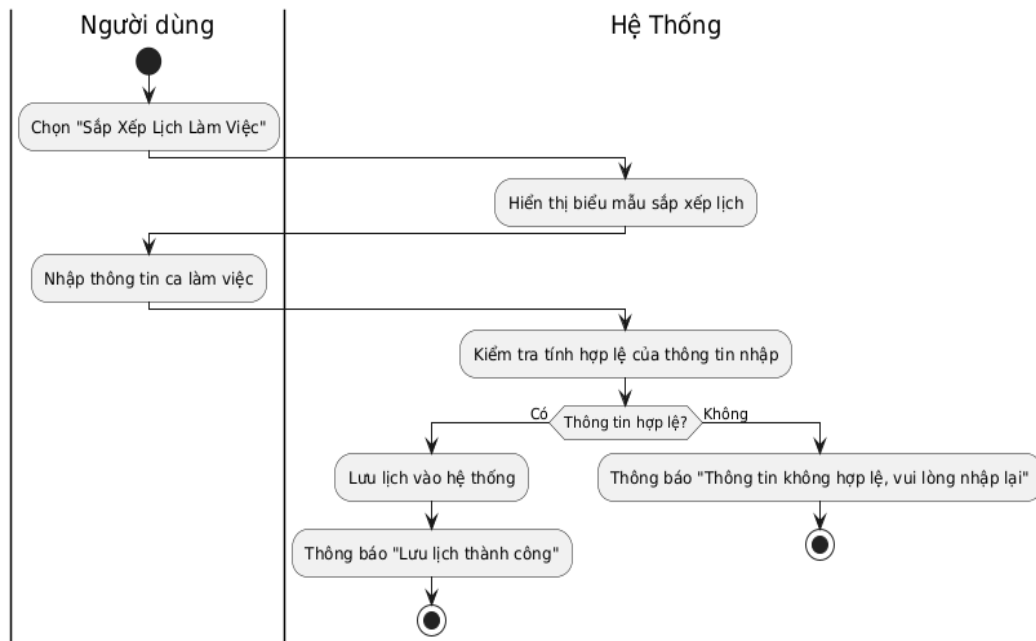 Người dùng
Hệ Thống
Chọn "Sắp Xếp Lịch Làm Việc"
Hiển thị biểu mẫu sắp xếp lịch
Nhập thông tin ca làm việc
Kiểm tra tính hợp lệ của thông tin nhập
Có
Thông tin hợp lệ?
Không
Lưu lịch vào hệ thống
Thông báo "Thông tin không hợp lệ, vui lòng nhập lại"
Thông báo "Lưu lịch thành công"